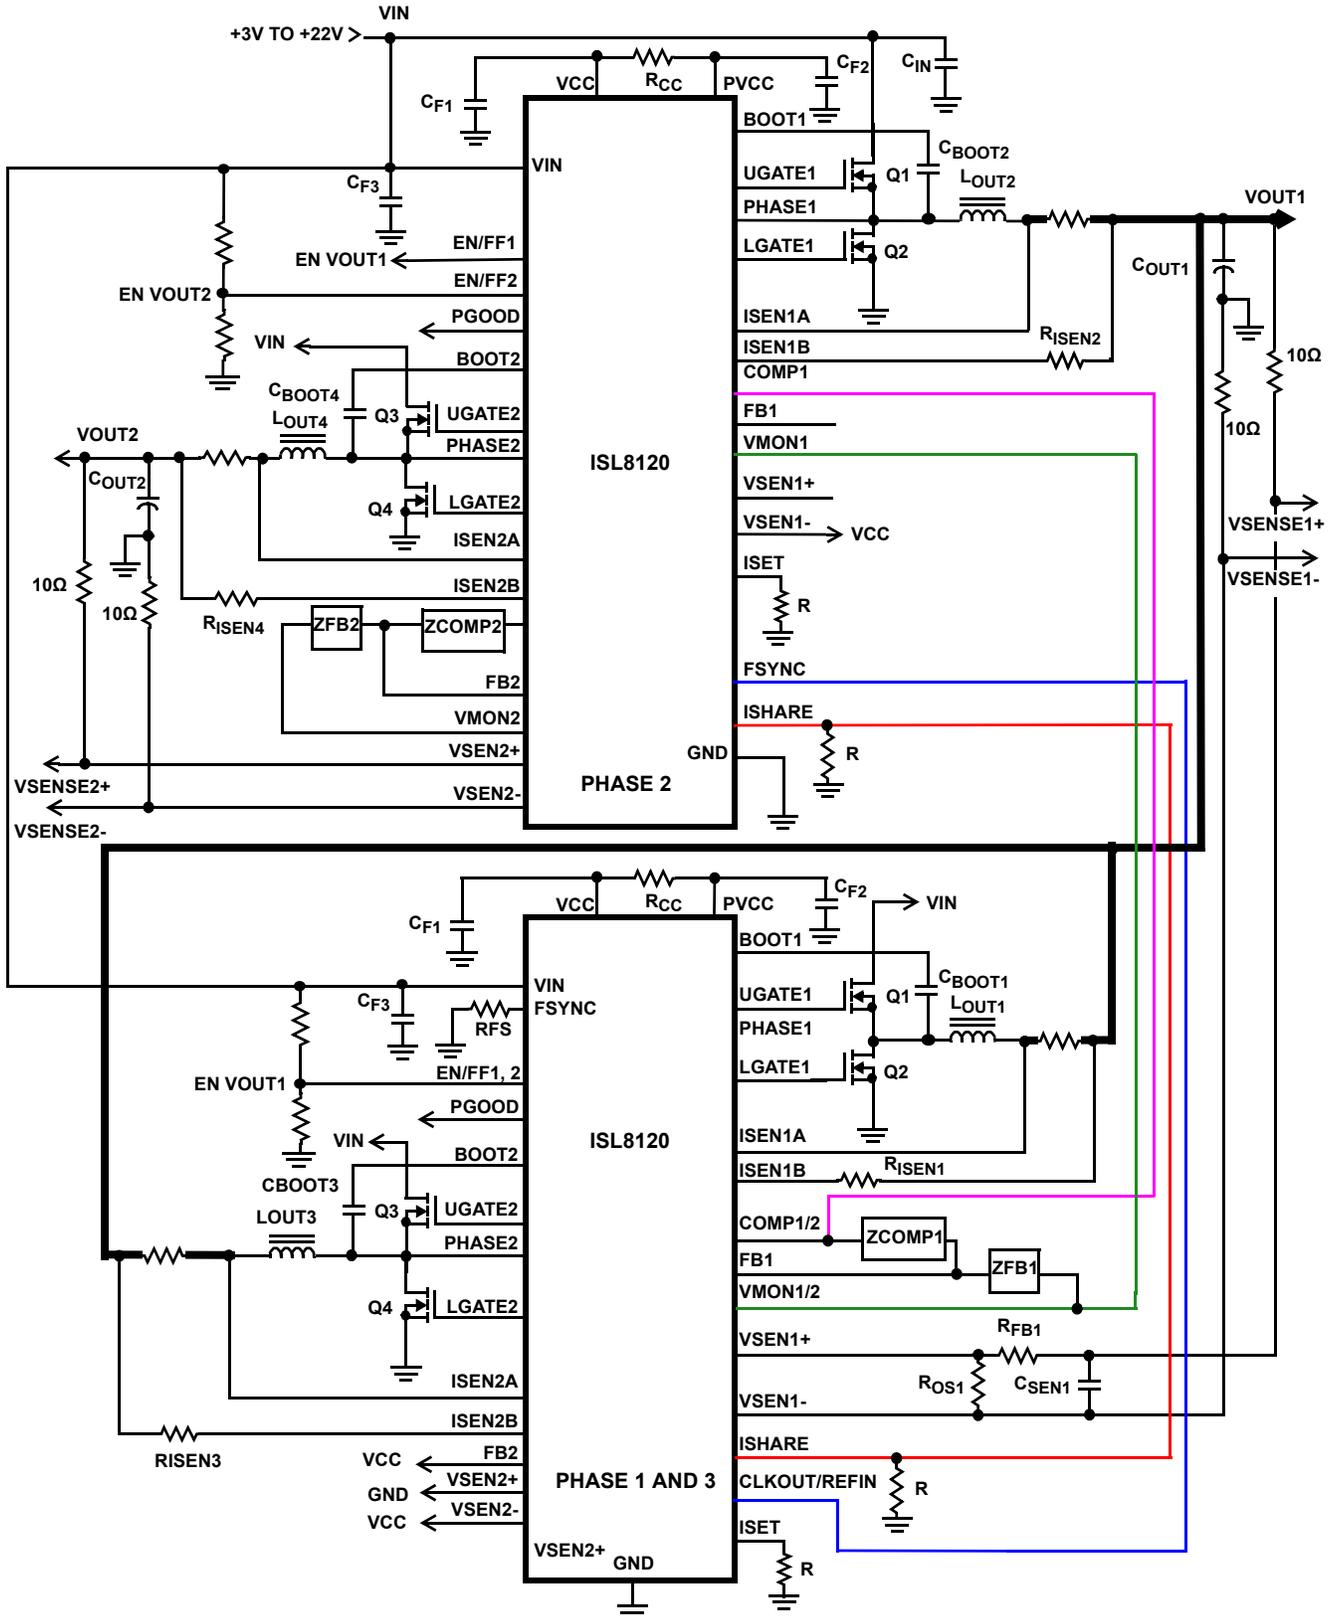 VIN
+3V TO +22V
CF1
VCC
RCC
PVCC
CF2
CIN
BOOT1
CBOOT2
LOUT2
VIN
CF3
UGATE1
Q1
PHASE1
VOUT1
LGATE1
Q2
EN/FF1
EN VOUT1
EN/FF2
EN VOUT2
COUT1
PGOOD
ISEN1A
VIN
RISEN2
ISEN1B
10Ω
BOOT2
COMP1
CBOOT4
LOUT4
Q3
UGATE2
FB1
10Ω
VOUT2
PHASE2
VMON1
ISL8120
COUT2
VSEN1+
Q4
LGATE2
VSENSE1+
VSEN1-
VCC
ISEN2A
ISET
VSENSE1-
10Ω
10Ω
ISEN2B
R
RISEN4
ZFB2
ZCOMP2
FSYNC
FB2
ISHARE
VMON2
R
VSEN2+
GND
VSENSE2+
PHASE 2
VSEN2-
VSENSE2-
CF1
VCC
RCC
PVCC
CF2
VIN
BOOT1
CBOOT1
LOUT1
VIN
CF3
FSYNC
RFS
UGATE1
Q1
PHASE1
EN/FF1, 2
EN VOUT1
LGATE1
Q2
PGOOD
ISL8120
ISEN1A
VIN
BOOT2
ISEN1B
RISEN1
CBOOT3
LOUT3
Q3
UGATE2
COMP1/2
ZCOMP1
PHASE2
FB1
ZFB1
VMON1/2
Q4
LGATE2
RFB1
VSEN1+
ISEN2A
ROS1
CSEN1
VSEN1-
ISEN2B
RISEN3
ISHARE
VCC
FB2
VSEN2+
PHASE 1 AND 3
CLKOUT/REFIN
R
GND
VSEN2-
VCC
ISET
VSEN2+
GND
R